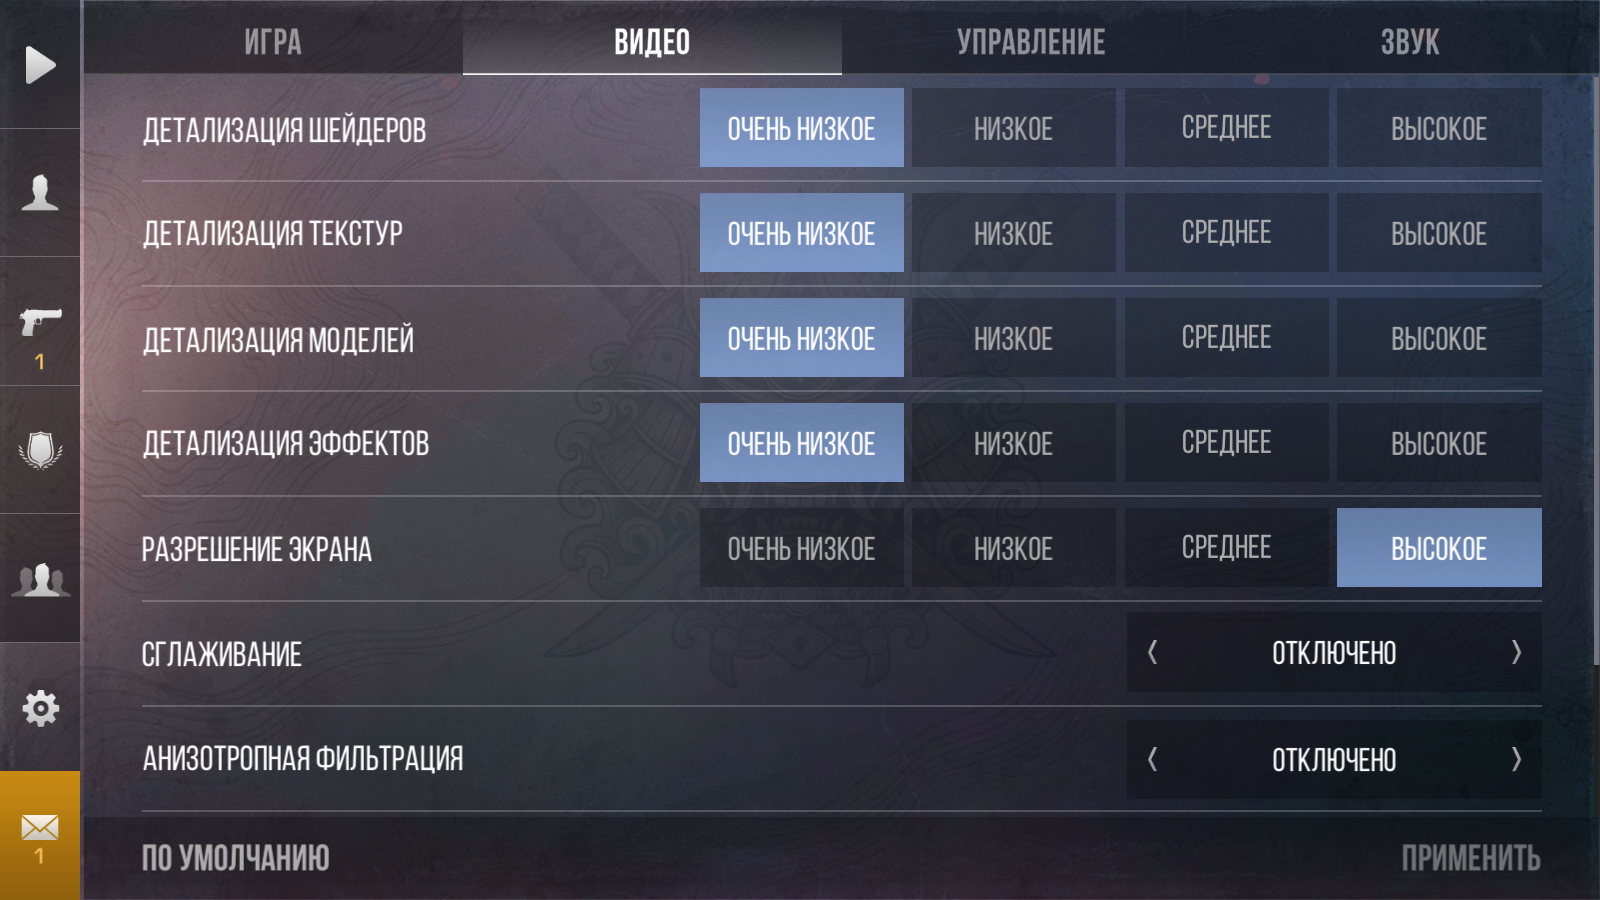 ИГРА ВИДЕО УПРАВЛЕНИЕ ЗВУК
ДЕТАЛИЗАЦИЯ ШЕЙДЕРОВ ОЧЕНЬ НИЗКОЕ НИЗКОЕ СРЕДНЕЕ ВЫСОКОЕ
ДЕТАЛИЗАЦИЯ ТЕКСТУР ОЧЕНЬ НИЗКОЕ НИЗКОЕ СРЕДНЕЕ ВЫСОКОЕ
1
ДЕТАЛИЗАЦИЯ МОДЕЛЕЙ ОЧЕНЬ НИЗКОЕ НИЗКОЕ СРЕДНЕЕ ВЫСОКОЕ
ДЕТАЛИЗАЦИЯ ЭФФЕКТОВ ОЧЕНЬ НИЗКОЕ НИЗКОЕ СРЕДНЕЕ ВЫСОКОЕ
РАЗРЕШЕНИЕ ЭКРАНА ОЧЕНЬ НИЗКОЕ НИЗКОЕ СРЕДНЕЕ ВЫСОКОЕ
СГЛАЖИВАНИЕ ОТКЛЮЧЕНО
АНИЗОТРОПНАЯ ФИЛЬТРАЦИЯ ОТКЛЮЧЕНО
1
ПО УМОЛЧАНИЮ ПРИМЕНИТЬ